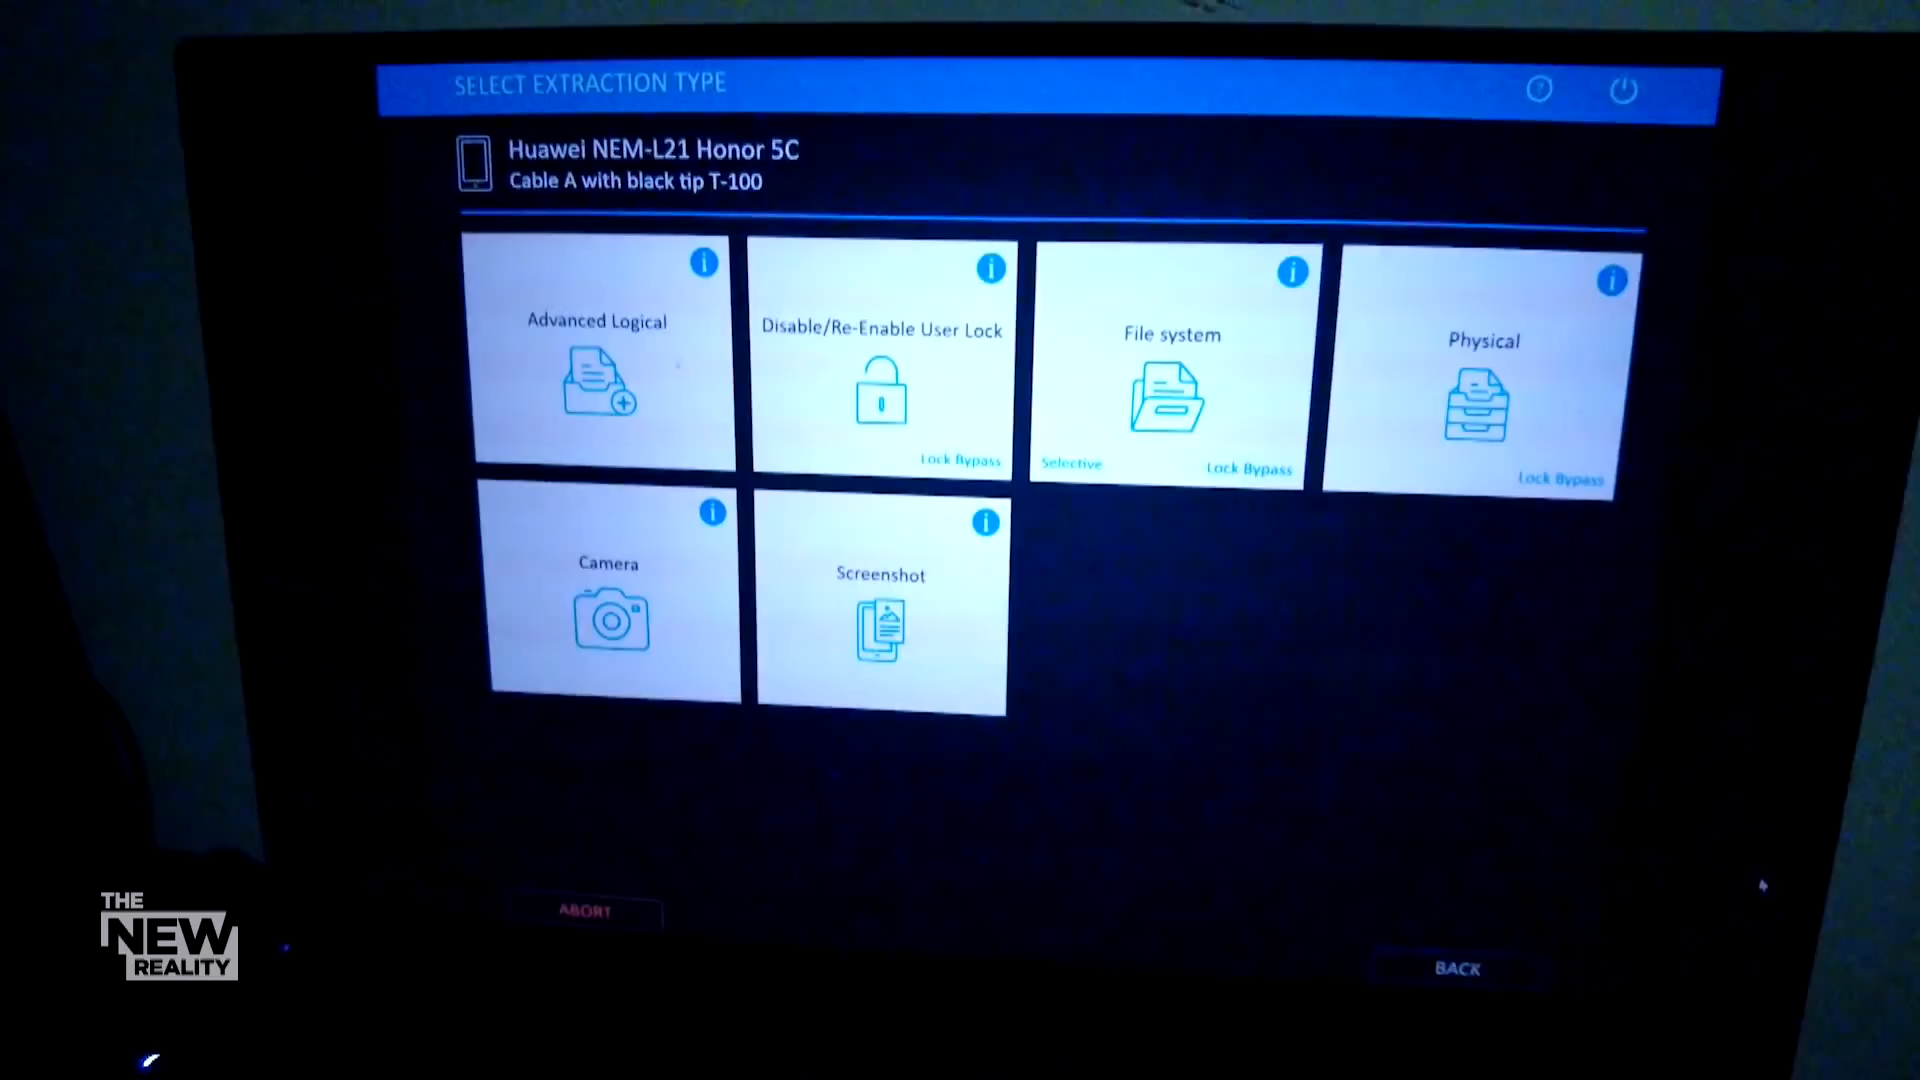 SELECT EXTRACTION TYPE
Huawei NEM-L21 Honor 5C
Cable A with black tip T-100
Advanced Logical
Disable/Re-Enable User Lock
Lock Bypass
File system
Selective
Lock Bypass
Physical
Lock Bypass
Camera
Screenshot
ABORT
BACK
THE
NEW
REALITY